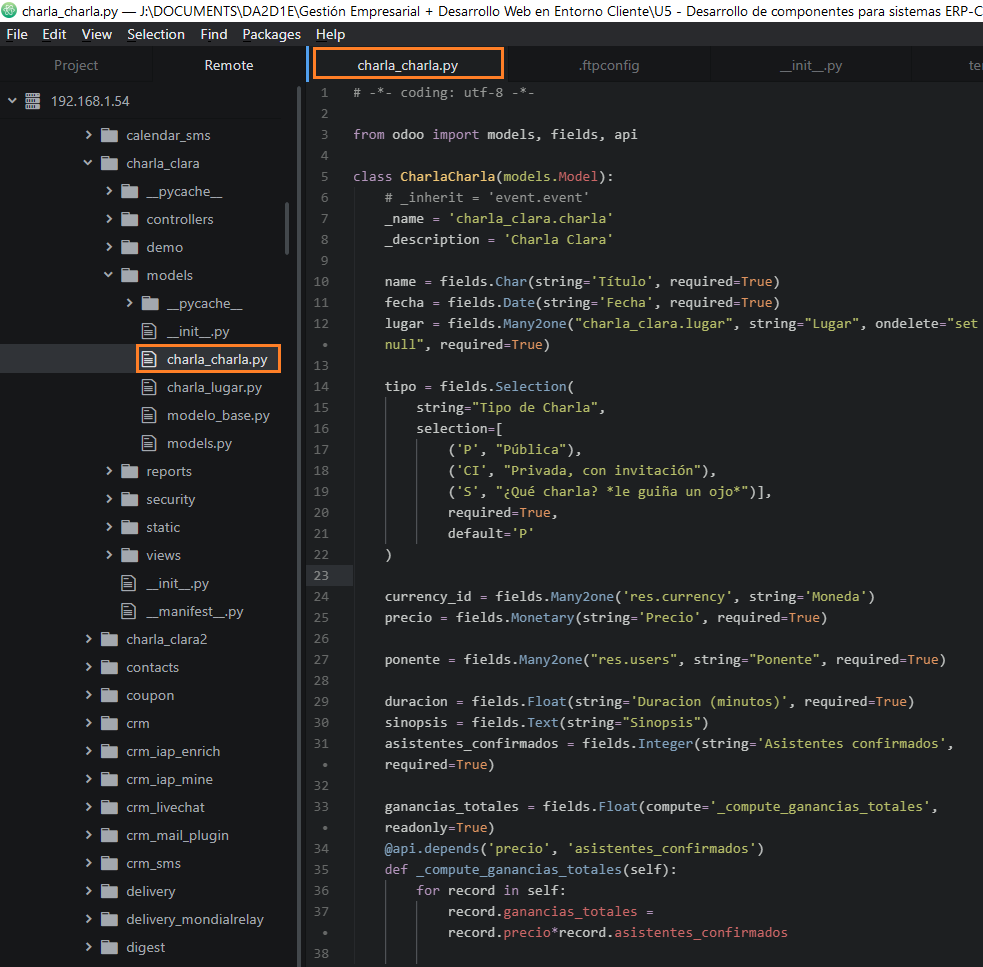 charla_charla.py — J:\DOCUMENTS\DA2D1E\Gestión Empresarial + Desarrollo Web en Entorno Cliente\U5 - Desarrollo de componentes para sistemas ERP-C
File Edit View Selection Find Packages Help
Project Remote
charla_charla.py .ftpconfig __init__.py te
192.168.1.54
calendar_sms
charla_clara
__pycache__
controllers
demo
models
__pycache__
__init__.py
charla_charla.py
charla_lugar.py
modelo_base.py
models.py
reports
security
static
views
__init__.py
__manifest__.py
charla_clara2
contacts
coupon
crm
crm_iap_enrich
crm_iap_mine
crm_livechat
crm_mail_plugin
crm_sms
delivery
delivery_mondialrelay
digest
1 # -*- coding: utf-8 -*-
2
3 from odoo import models, fields, api
4
5 class CharlaCharla(models.Model):
6 # _inherit = 'event.event'
7 _name = 'charla_clara.charla'
8 _description = 'Charla Clara'
9
10 name = fields.Char(string='Título', required=True)
11 fecha = fields.Date(string='Fecha', required=True)
12 lugar = fields.Many2one("charla_clara.lugar", string="Lugar", ondelete="set
• null", required=True)
13
14 tipo = fields.Selection(
15 string="Tipo de Charla",
16 selection=[
17 ('P', "Pública"),
18 ('CI', "Privada, con invitación"),
19 ('S', "¿Qué charla? *le guiña un ojo*")],
20 required=True,
21 default='P'
22 )
23
24 currency_id = fields.Many2one('res.currency', string='Moneda')
25 precio = fields.Monetary(string='Precio', required=True)
26
27 ponente = fields.Many2one("res.users", string="Ponente", required=True)
28
29 duracion = fields.Float(string='Duracion (minutos)', required=True)
30 sinopsis = fields.Text(string="Sinopsis")
31 asistentes_confirmados = fields.Integer(string='Asistentes confirmados',
• required=True)
32
33 ganancias_totales = fields.Float(compute='_compute_ganancias_totales',
• readonly=True)
34 @api.depends('precio', 'asistentes_confirmados')
35 def _compute_ganancias_totales(self):
36 for record in self:
37 record.ganancias_totales =
• record.precio*record.asistentes_confirmados
38